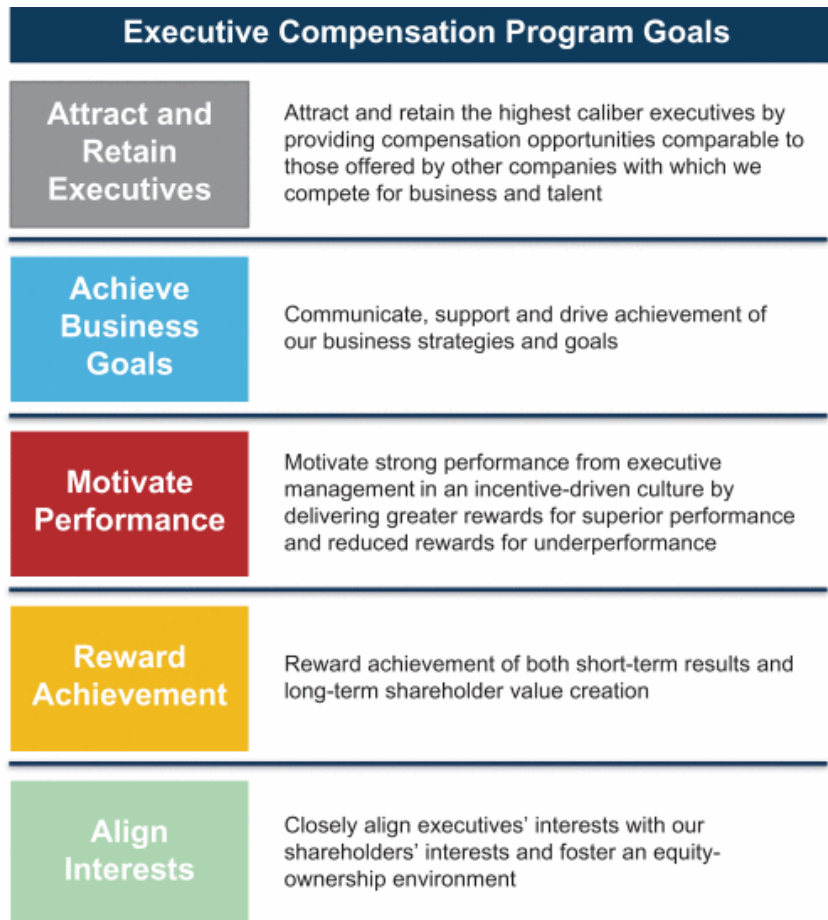 Executive Compensation Program Goals
Attract and
Retain
Executives
Attract and retain the highest caliber executives by
providing compensation opportunities comparable to
those offered by other companies with which we
compete for business and talent
Achieve
Business
Goals
Communicate, support and drive achievement of
our business strategies and goals
Motivate
Performance
Motivate strong performance from executive
management in an incentive-driven culture by
delivering greater rewards for superior performance
and reduced rewards for underperformance
Reward
Achievement
Reward achievement of both short-term results and
long-term shareholder value creation
Align
Interests
Closely align executives’ interests with our
shareholders’ interests and foster an equity-
ownership environment